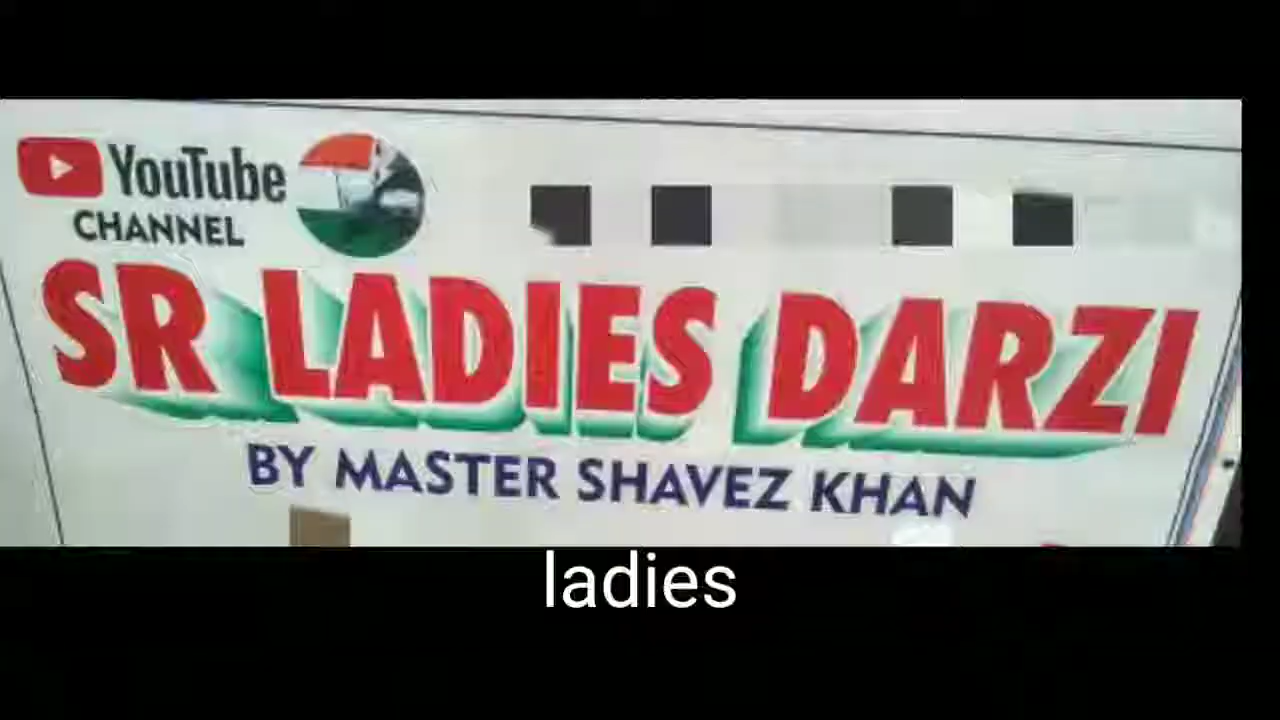 YouTube
CHANNEL
SR LADIES DARZI
BY MASTER SHAVEZ KHAN
ladies